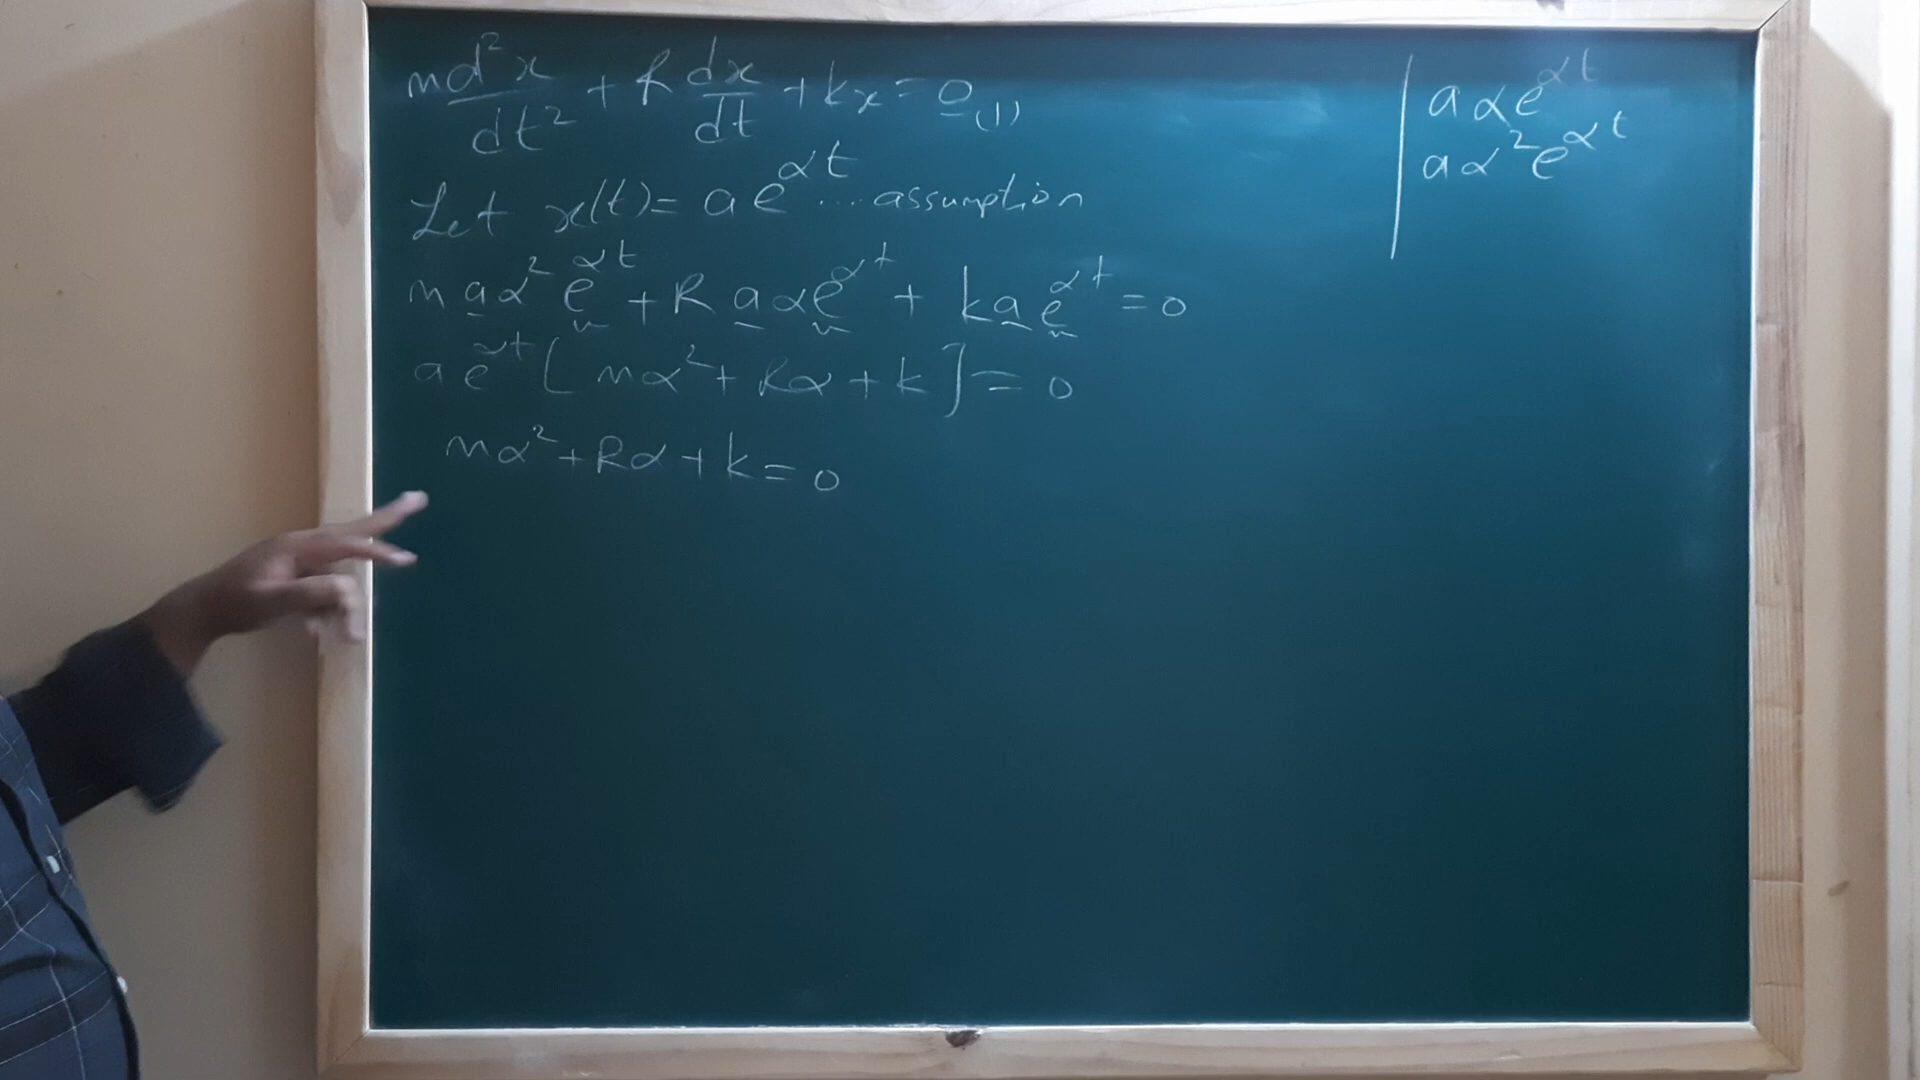 md²x/dt² + R dx/dt + kx = 0 (1)
Let x(t) = a e^αt .... assumption
m a α² e^αt + R a α e^αt + k a e^αt = 0
a e^αt [ mα² + Rα + k ] = 0
mα² + Rα + k = 0
a α e^αt
a α² e^αt